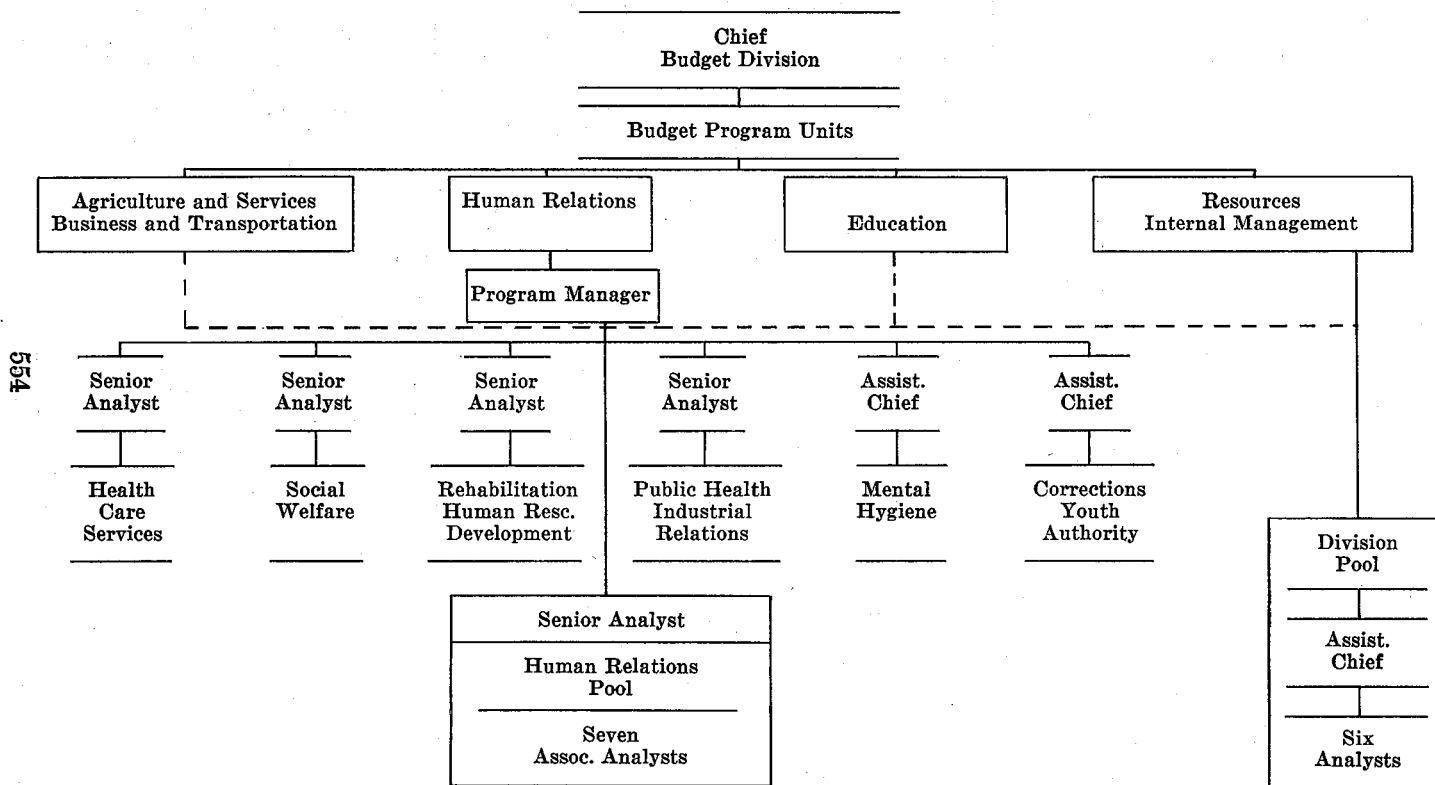 Chief
Budget Division
Budget Program Units
Agriculture and Services
Business and Transportation
Human Relations
Education
Resources
Internal Management
Program Manager
554
Senior
Analyst
Senior
Analyst
Senior
Analyst
Senior
Analyst
Assist.
Chief
Assist.
Chief
Health
Care
Services
Social
Welfare
Rehabilitation
Human Resc.
Development
Public Health
Industrial
Relations
Mental
Hygiene
Corrections
Youth
Authority
Division
Pool
Assist.
Chief
Six
Analysts
Senior Analyst
Human Relations
Pool
Seven
Assoc. Analysts